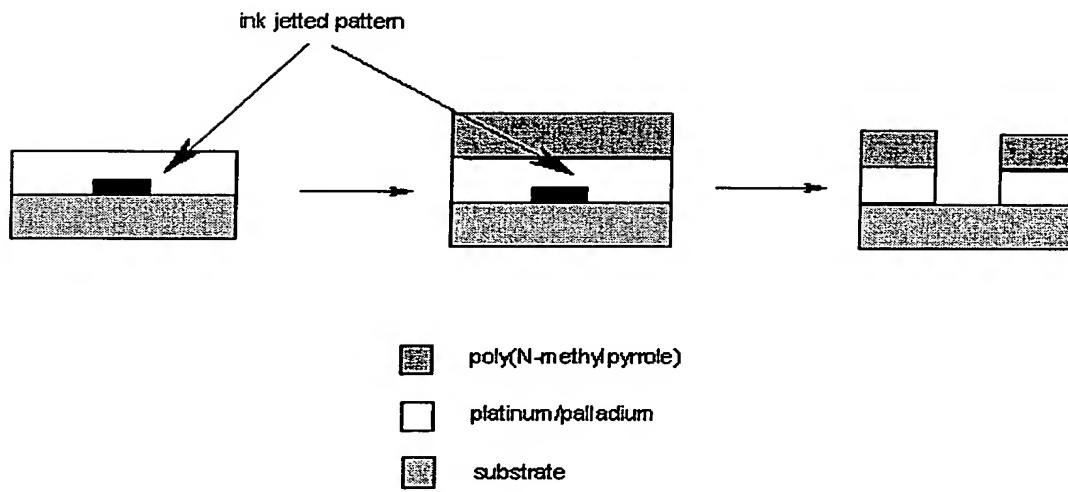 ink jetted pattern
poly(N-methylpyrrole)
platinum/palladium
substrate